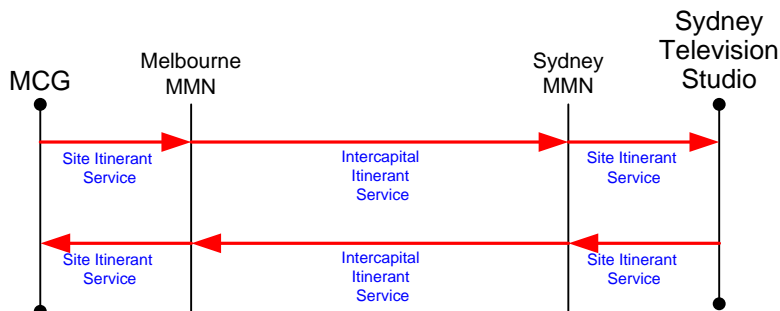 MCG
Melbourne
MMN
Sydney
MMN
Sydney
Television
Studio
Site Itinerant
Service
Intercapital
Itinerant
Service
Site Itinerant
Service
Site Itinerant
Service
Intercapital
Itinerant
Service
Site Itinerant
Service